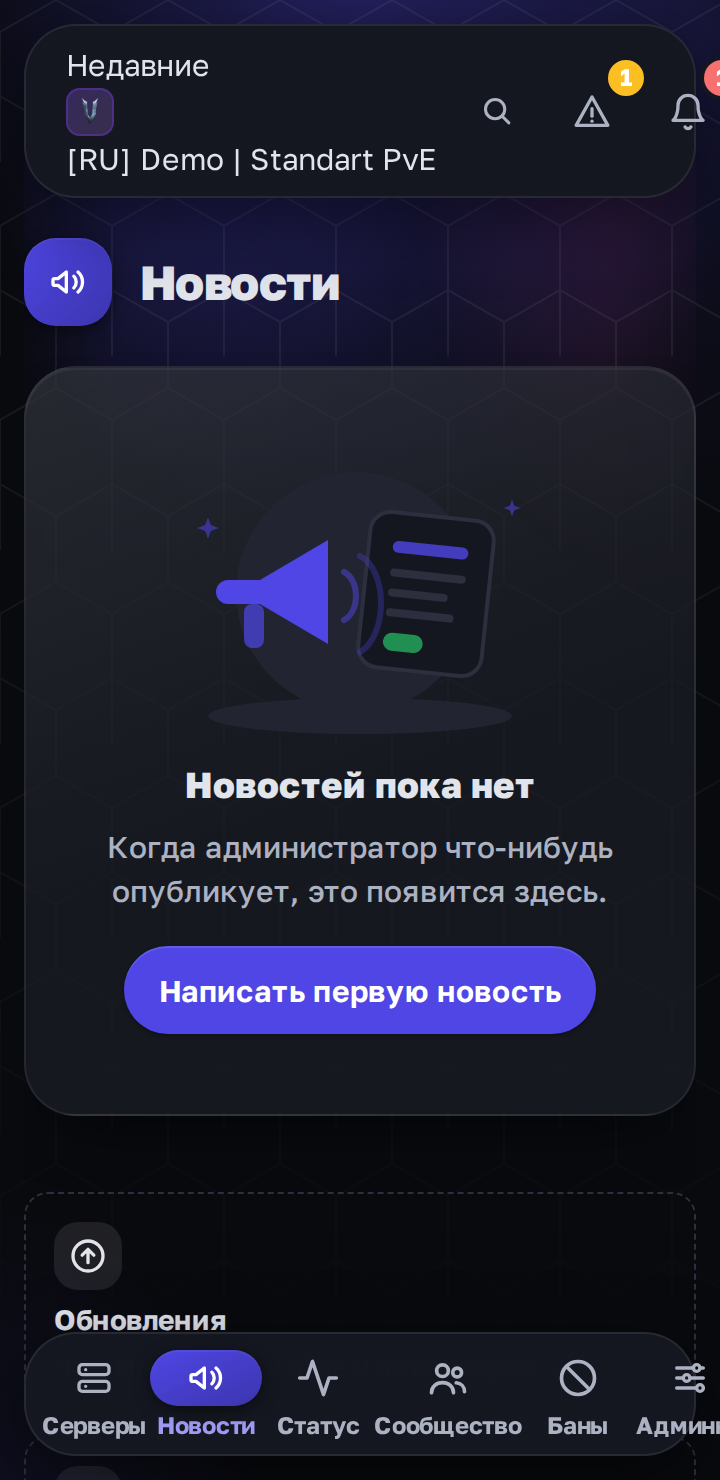 Недавние
[RU] Demo | Standart PvE
1
Новости
Новостей пока нет
Когда администратор что-нибудь
опубликует, это появится здесь.
Написать первую новость
Обновления
Серверы Новости Статус Сообщество Баны